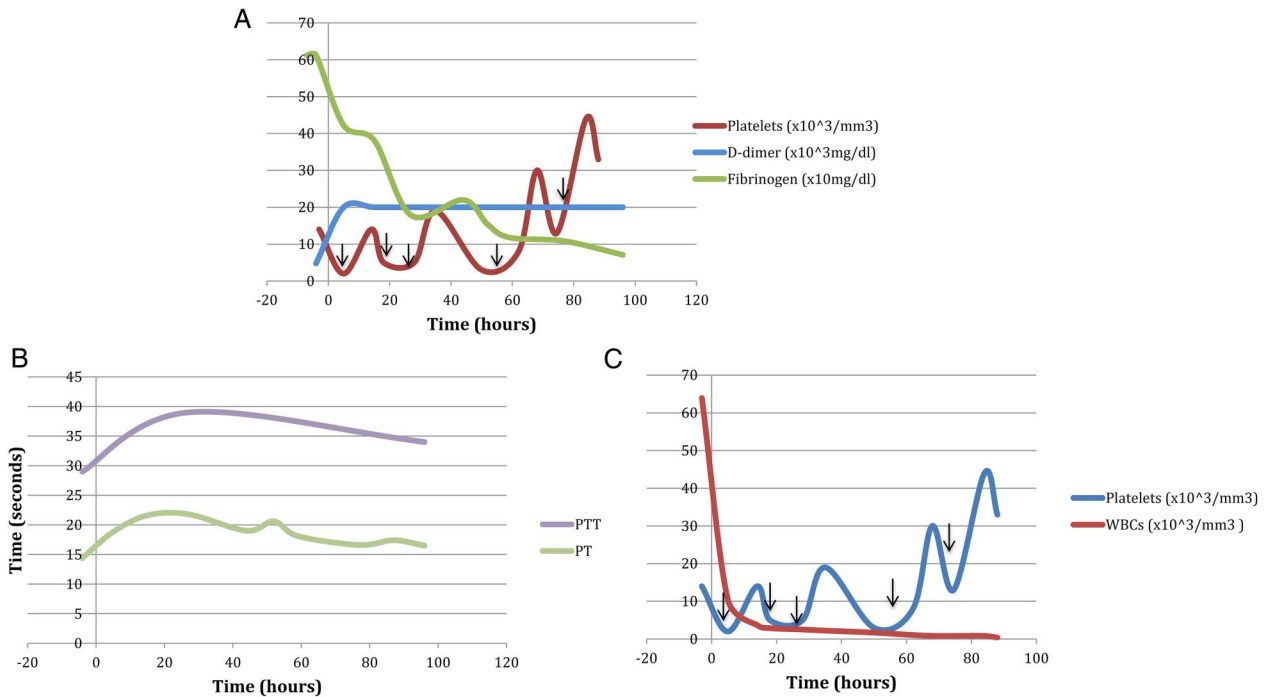 A
70
60
50
40
30
20
10
0
-20 0 20 40 60 80 100 120
Time (hours)
Platelets (x10^3/mm3)
D-dimer (x10^3mg/dl)
Fibrinogen (x10mg/dl)
B
45
40
35
30
25
20
15
10
5
0
-20 0 20 40 60 80 100 120
Time (seconds)
Time (hours)
PTT
PT
C
70
60
50
40
30
20
10
0
-20 0 20 40 60 80 100
Time (hours)
Platelets (x10^3/mm3)
WBCs (x10^3/mm3 )